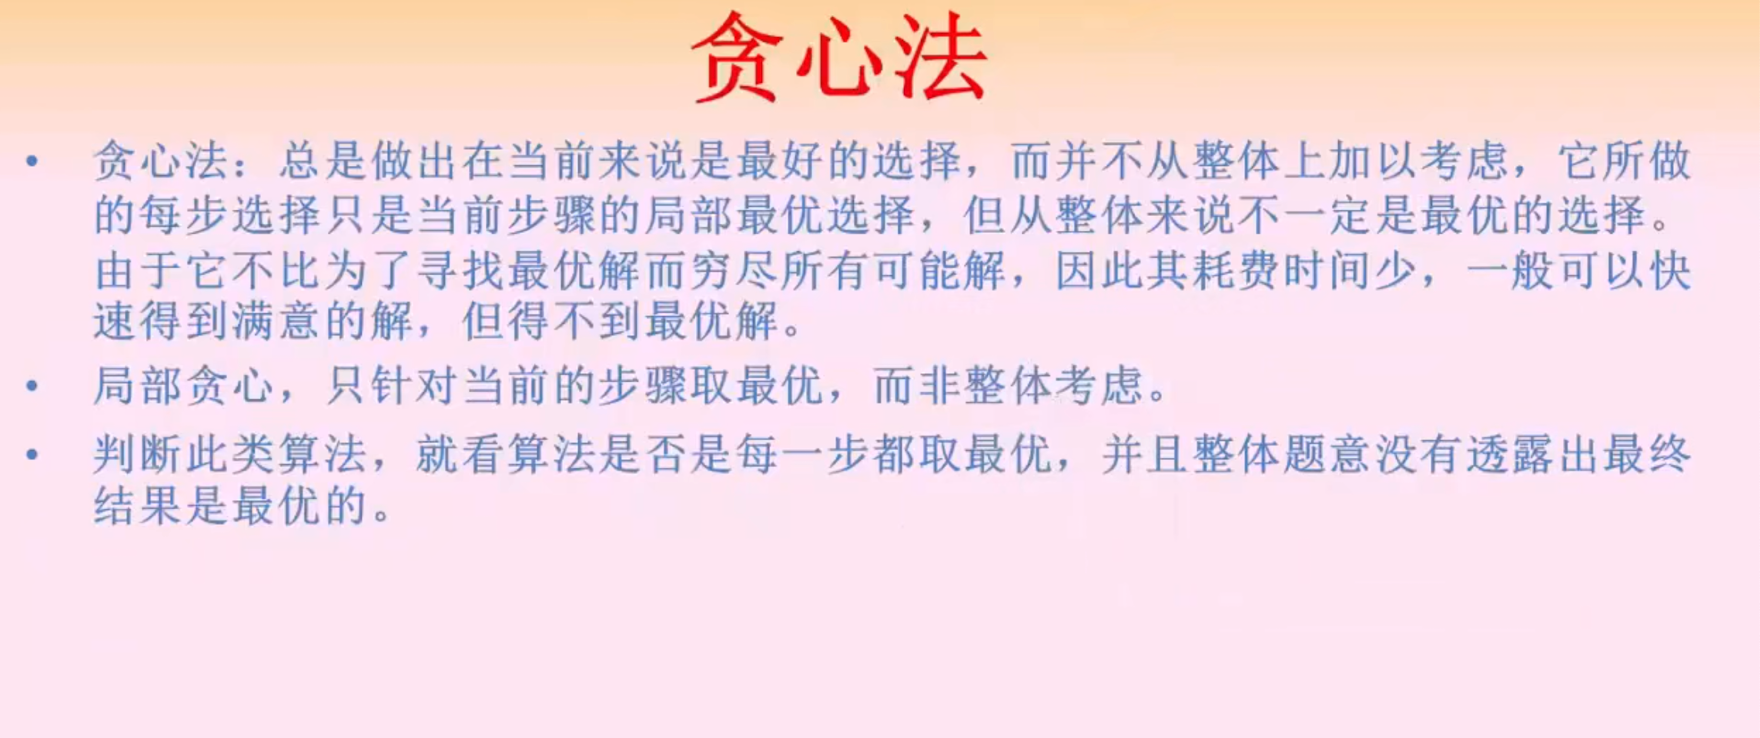 贪心法
• 贪心法：总是做出在当前来说是最好的选择，而并不从整体上加以考虑，它所做
的每步选择只是当前步骤的局部最优选择，但从整体来说不一定是最优的选择。
由于它不比为了寻找最优解而穷尽所有可能解，因此其耗费时间少，一般可以快
速得到满意的解，但得不到最优解。
• 局部贪心，只针对当前的步骤取最优，而非整体考虑。
• 判断此类算法，就看算法是否是每一步都取最优，并且整体题意没有透露出最终
结果是最优的。